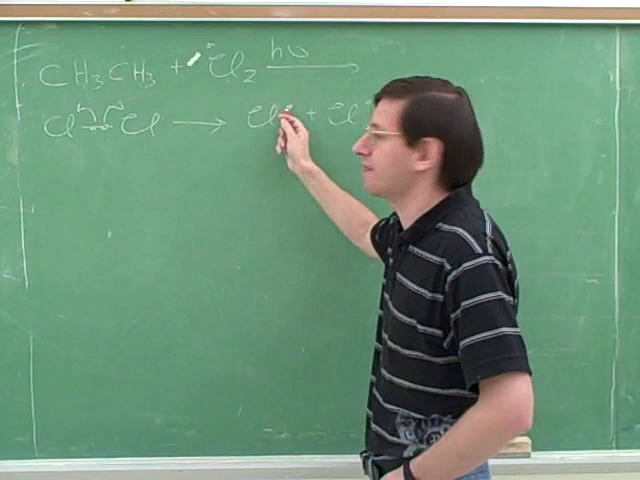 CH₃CH₃ + Cl₂ hν →
Cl — Cl → Cl· + Cl